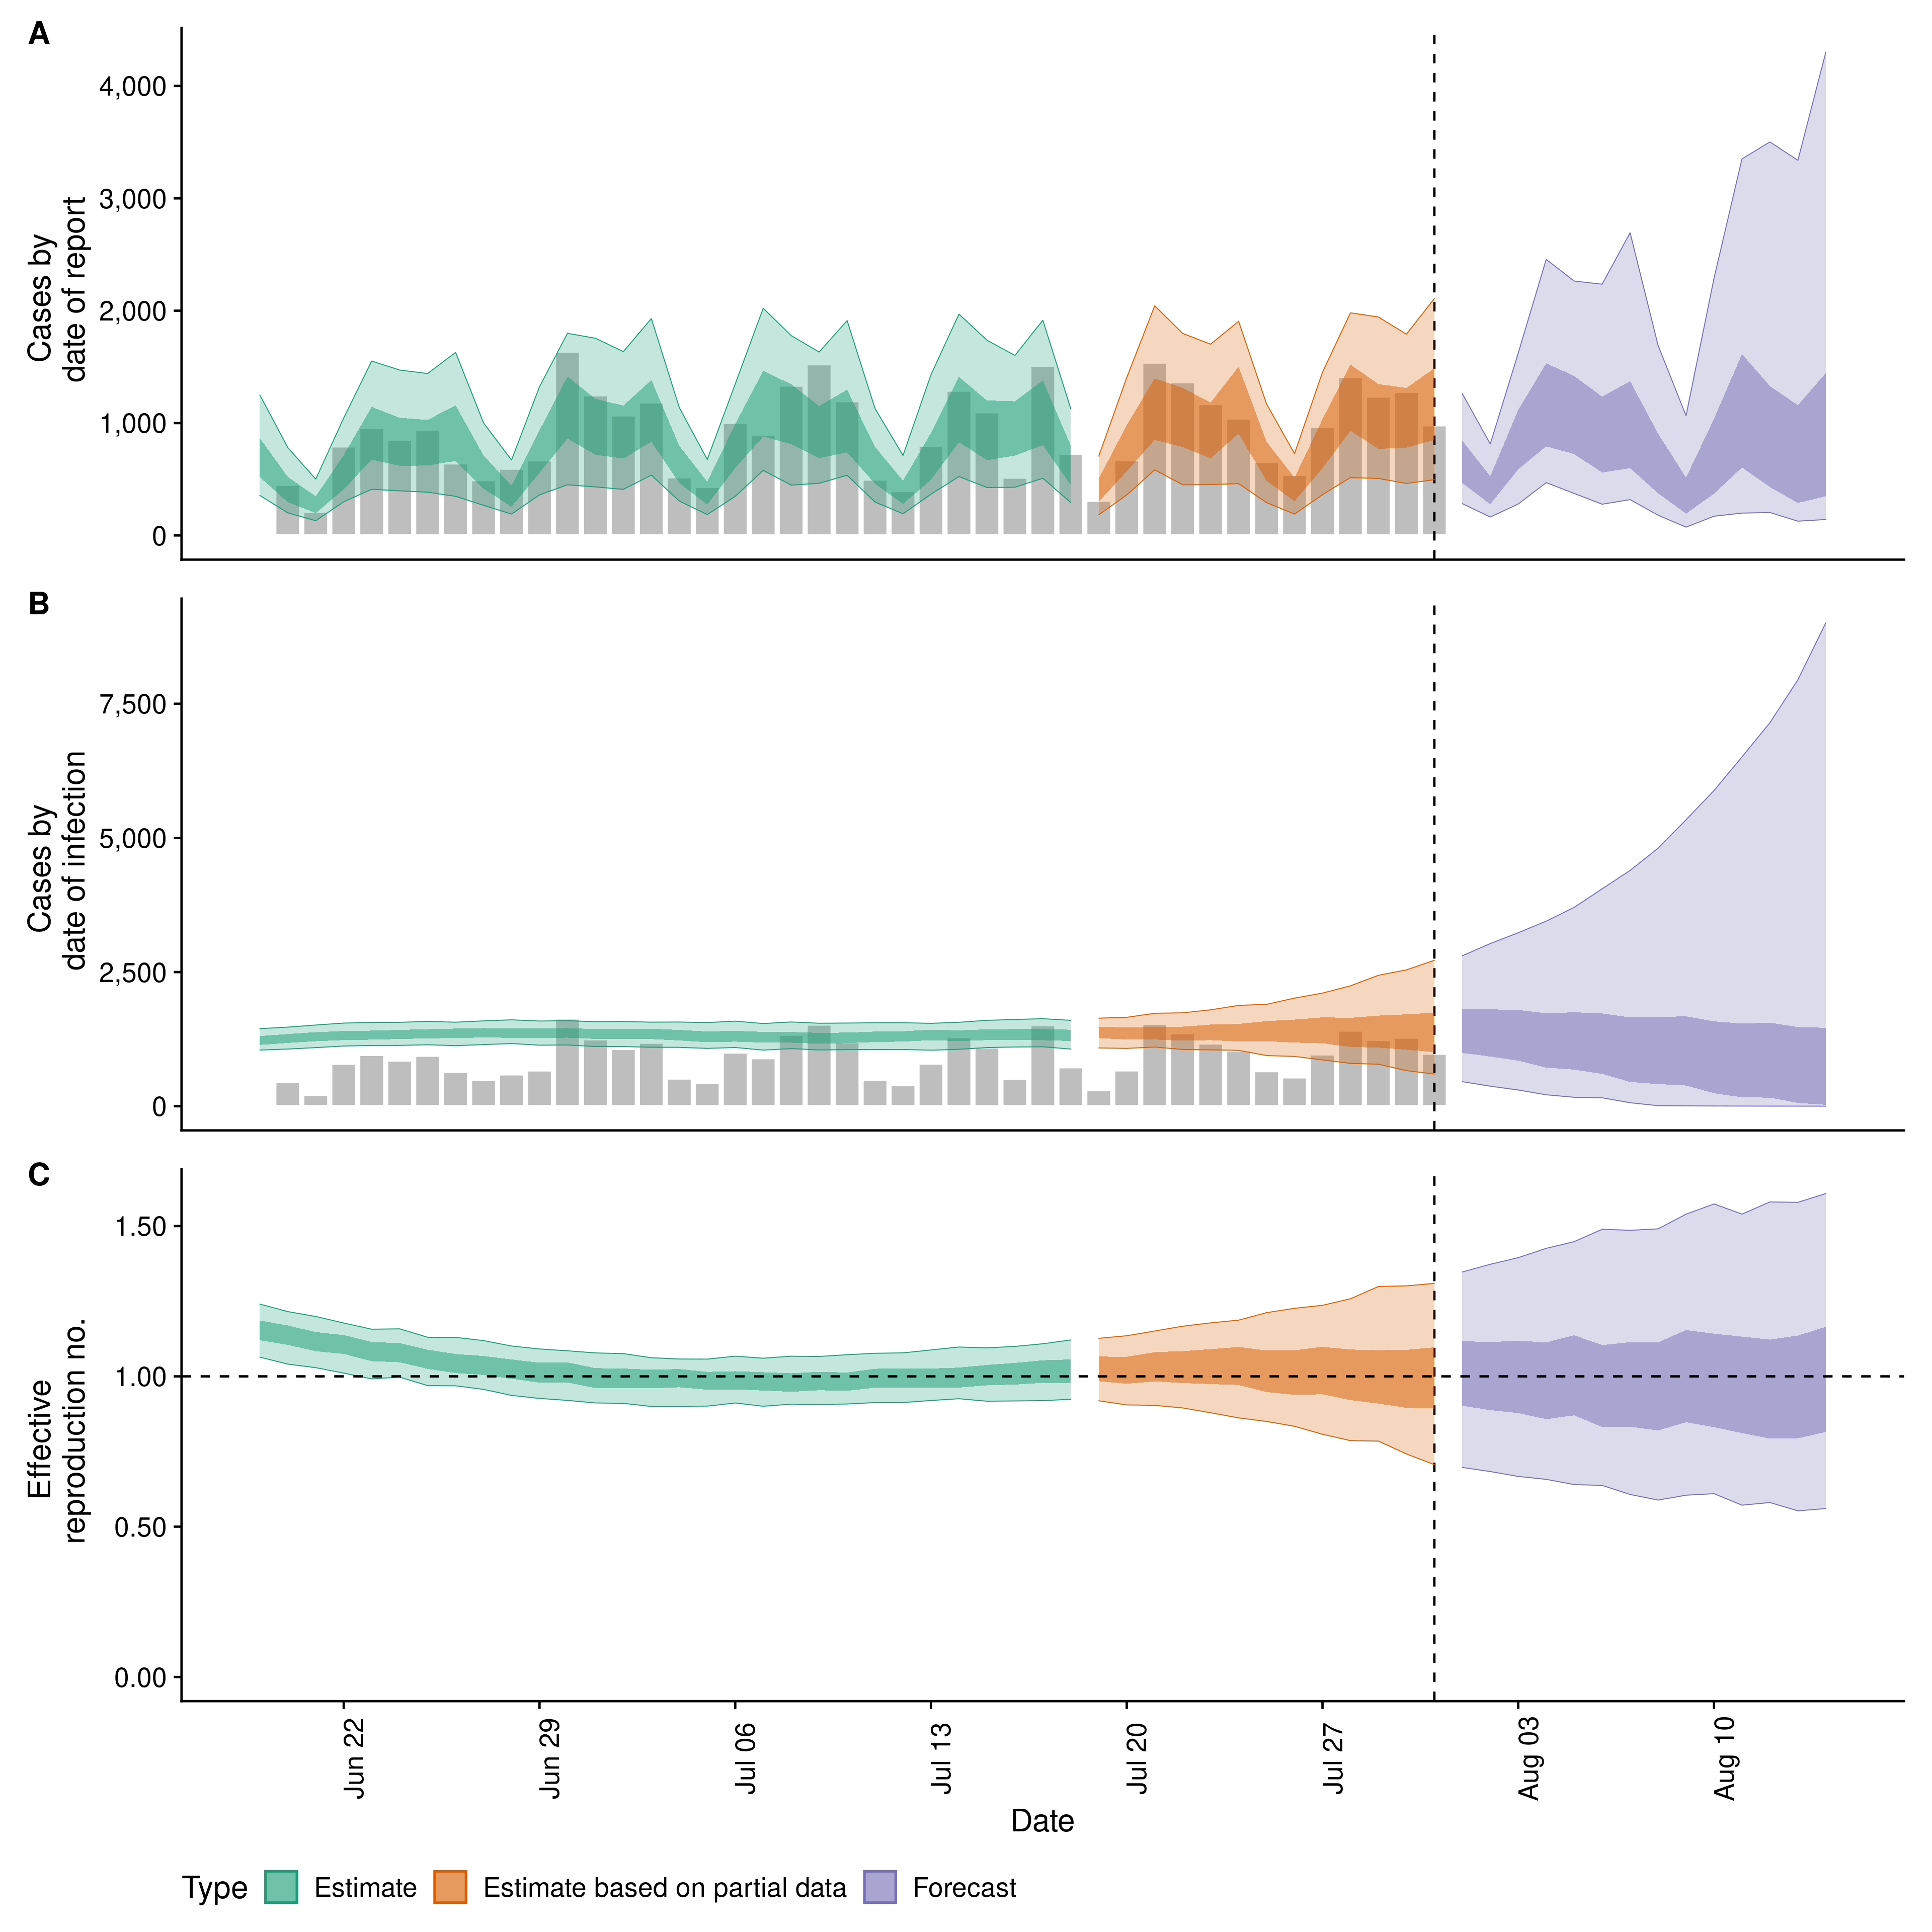 A
4,000
3,000
2,000
1,000
0
Cases by
date of report
B
7,500
5,000
2,500
0
Cases by
date of infection
C
1.50
1.00
0.50
0.00
Effective
reproduction no.
Jun 22
Jun 29
Jul 06
Jul 13
Jul 20
Jul 27
Aug 03
Aug 10
Date
Type Estimate Estimate based on partial data Forecast